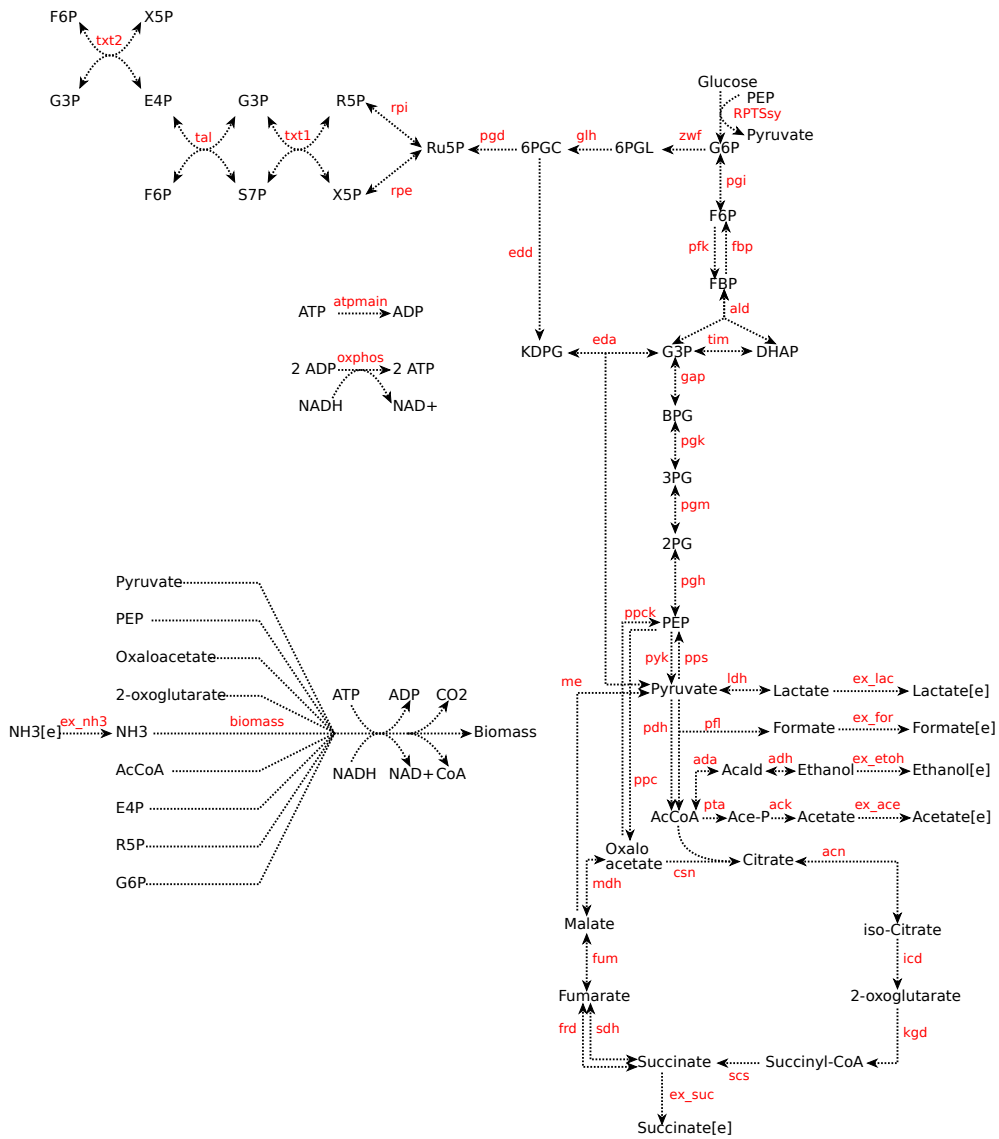 F6P X5P
txt2
G3P E4P G3P R5P
tal txt1 rpi
F6P S7P X5P rpe
Ru5P pgd 6PGC glh 6PGL zwf G6P
Glucose
PEP
RPTSsy
Pyruvate
pgi
F6P
edd pfk fbp
FBP
ald
KDPG eda G3P tim DHAP
gap
BPG
pgk
3PG
pgm
2PG
pgh
ATP atpmain ADP
2 ADP oxphos 2 ATP
NADH NAD+
Pyruvate
PEP
Oxaloacetate
2-oxoglutarate
NH3[e] ex_nh3 NH3 biomass
AcCoA
E4P
R5P
G6P
ATP ADP CO2
Biomass
NADH NAD+ CoA
ppck PEP
pyk pps
me Pyruvate ldh Lactate ex_lac Lactate[e]
pdh pfl Formate ex_for Formate[e]
ppc ada Acald adh Ethanol ex_etoh Ethanol[e]
AcCoA pta Ace-P ack Acetate ex_ace Acetate[e]
Oxalo
acetate csn Citrate acn
mdh
Malate iso-Citrate
fum icd
Fumarate 2-oxoglutarate
frd sdh kgd
Succinate scs Succinyl-CoA
ex_suc
Succinate[e]